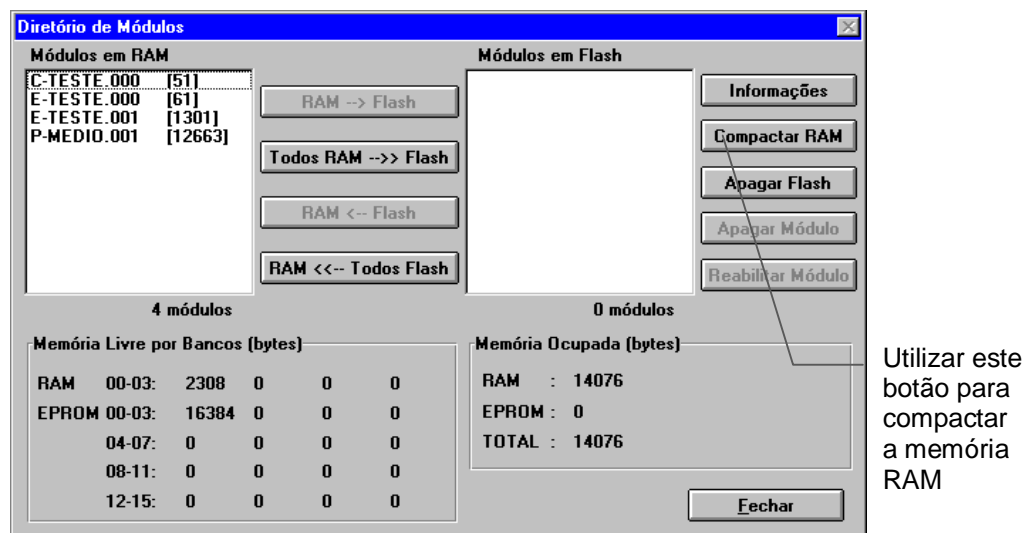 Diretório de Módulos
Módulos em RAM
C-TESTE.000 [51]
E-TESTE.000 [61]
E-TESTE.001 [1301]
P-MEDIO.001 [12663]
4 módulos
RAM --> Flash
Todos RAM -->> Flash
RAM <-- Flash
RAM <<-- Todos Flash
Módulos em Flash
0 módulos
Informações
Compactar RAM
Apagar Flash
Apagar Módulo
Reabilitar Módulo
Memória Livre por Bancos (bytes)
RAM 00-03: 2308 0 0 0
EPROM 00-03: 16384 0 0 0
04-07: 0 0 0 0
08-11: 0 0 0 0
12-15: 0 0 0 0
Memória Ocupada (bytes)
RAM : 14076
EPROM : 0
TOTAL : 14076
Fechar
Utilizar este
botão para
compactar
a memória
RAM